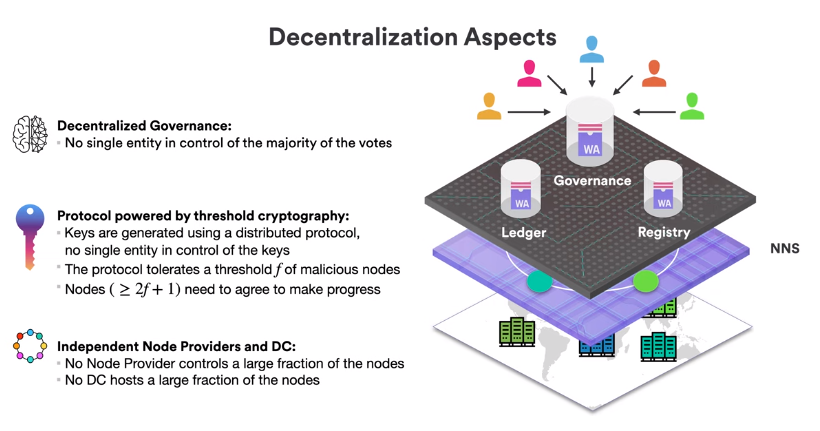 Decentralization Aspects
Decentralized Governance:
No single entity in control of the majority of the votes
Protocol powered by threshold cryptography:
Keys are generated using a distributed protocol,
no single entity in control of the keys
The protocol tolerates a threshold f of malicious nodes
Nodes ( ≥ 2f + 1) need to agree to make progress
Independent Node Providers and DC:
No Node Provider controls a large fraction of the nodes
No DC hosts a large fraction of the nodes
WA
Governance
WA
WA
Ledger
Registry
NNS